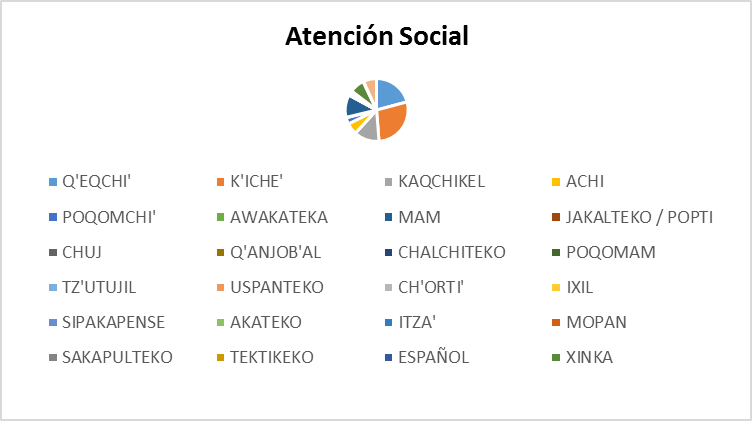 Atención Social
Q'EQCHI' K'ICHE' KAQCHIKEL ACHI
POQOMCHI' AWAKATEKA MAM JAKALTEKO / POPTI
CHUJ Q'ANJOB'AL CHALCHITEKO POQOMAM
TZ'UTUJIL USPANTEKO CH'ORTI' IXIL
SIPAKAPENSE AKATEKO ITZA' MOPAN
SAKAPULTEKO TEKTIKEKO ESPAÑOL XINKA